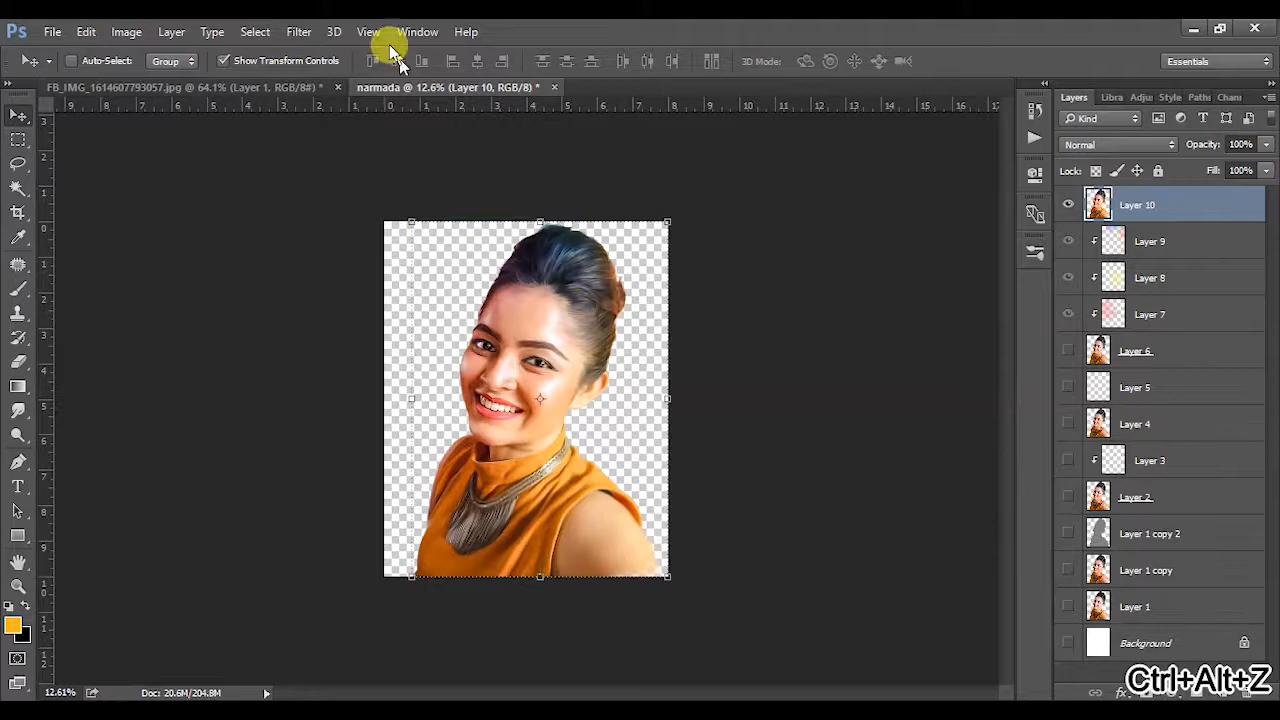 Ps File Edit Image Layer Type Select Filter 3D View Window Help
Auto-Select: Group Show Transform Controls 3D Mode: Essentials
FB_IMG_1614607793057.jpg @ 64.1% (Layer 1, RGB/8#) * × narmada @ 12.6% (Layer 10, RGB/8) * ×
Layers Libra Adju Style Paths Chan
Kind
Normal Opacity: 100%
Lock: Fill: 100%
Layer 10
Layer 9
Layer 8
Layer 7
Layer 6
Layer 5
Layer 4
Layer 3
Layer 2
Layer 1 copy 2
Layer 1 copy
Layer 1
Background
12.61% Doc: 20.6M/204.8M
Ctrl+Alt+Z